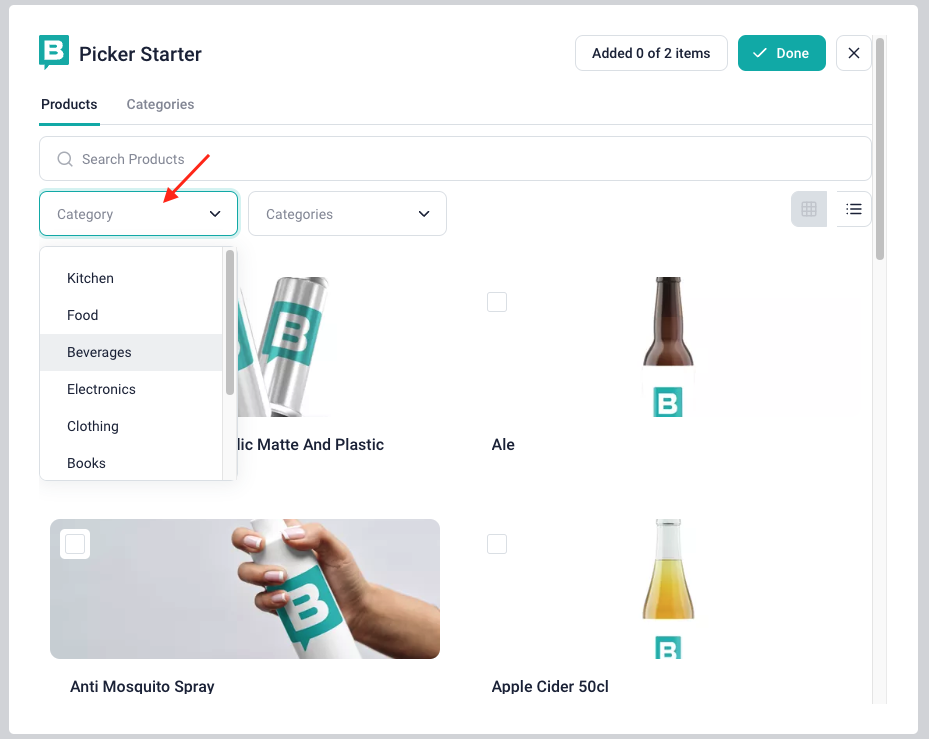 B Picker Starter
Added 0 of 2 items
Done
Products
Categories
Search Products
Category
Categories
Kitchen
Food
Beverages
Electronics
Clothing
Books
B
lic Matte And Plastic
B
Ale
B
Anti Mosquito Spray
B
Apple Cider 50cl